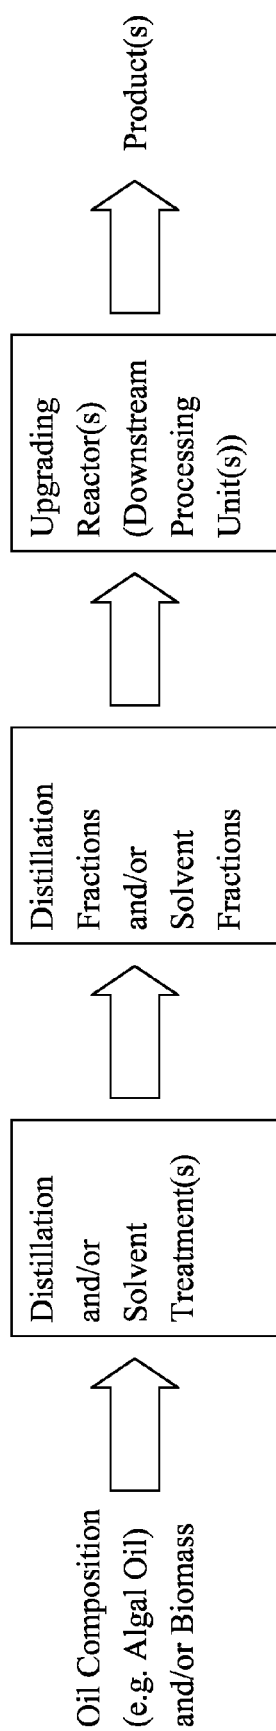 Oil Composition
(e.g. Algal Oil)
and/or Biomass
Distillation
and/or
Solvent
Treatment(s)
Distillation
Fractions
and/or
Solvent
Fractions
Upgrading
Reactor(s)
(Downstream
Processing
Unit(s))
Product(s)